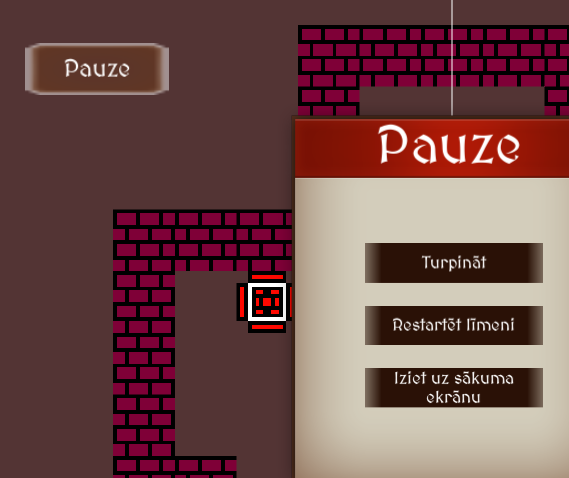 Pauze
Pauze
Turpināt
Restartēt līmeni
Iziet uz sākuma
ekrānu